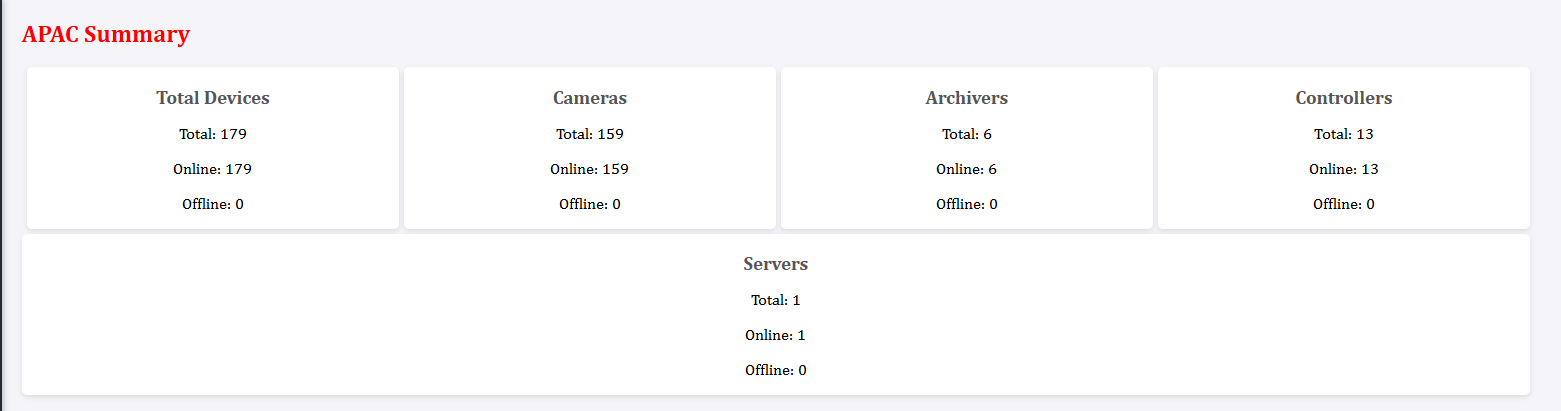 APAC Summary
Total Devices
Total: 179
Online: 179
Offline: 0
Cameras
Total: 159
Online: 159
Offline: 0
Archivers
Total: 6
Online: 6
Offline: 0
Controllers
Total: 13
Online: 13
Offline: 0
Servers
Total: 1
Online: 1
Offline: 0